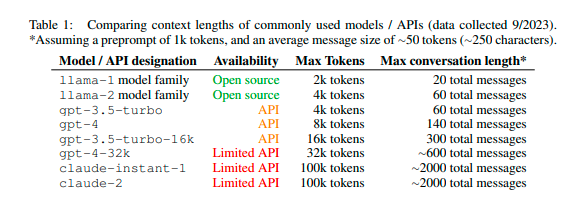 Table 1: Comparing context lengths of commonly used models / APIs (data collected 9/2023).
*Assuming a preprompt of 1k tokens, and an average message size of ~50 tokens (~250 characters).
Model / API designation Availability Max Tokens Max conversation length*
llama-1 model family Open source 2k tokens 20 total messages
llama-2 model family Open source 4k tokens 60 total messages
gpt-3.5-turbo API 4k tokens 60 total messages
gpt-4 API 8k tokens 140 total messages
gpt-3.5-turbo-16k API 16k tokens 300 total messages
gpt-4-32k Limited API 32k tokens ~600 total messages
claude-instant-1 Limited API 100k tokens ~2000 total messages
claude-2 Limited API 100k tokens ~2000 total messages